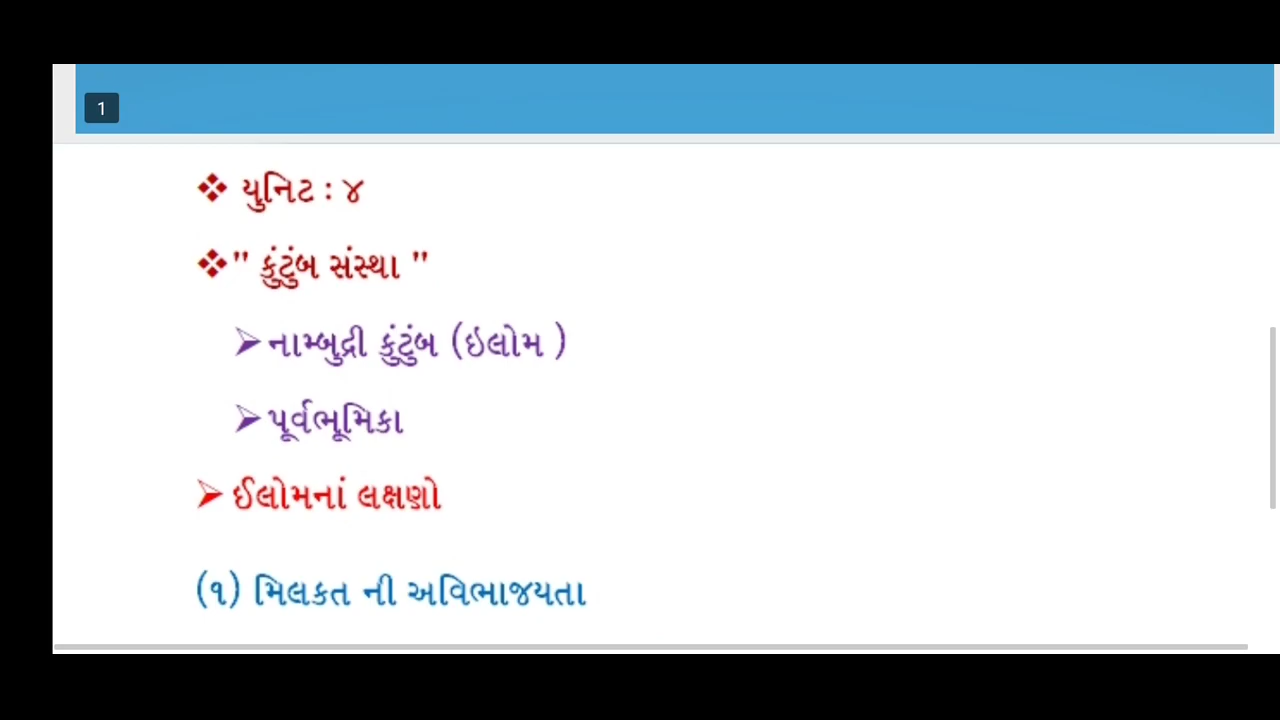 1
❖ યુનિટ : ૪
❖" કુંટુંબ સંસ્થા "
➢નામ્બુદ્રી કુંટુંબ (ઇલોમ )
➢પૂર્વભૂમિકા
➢ ઈલોમનાં લક્ષણો
(૧) મિલકત ની અવિભાજયતા